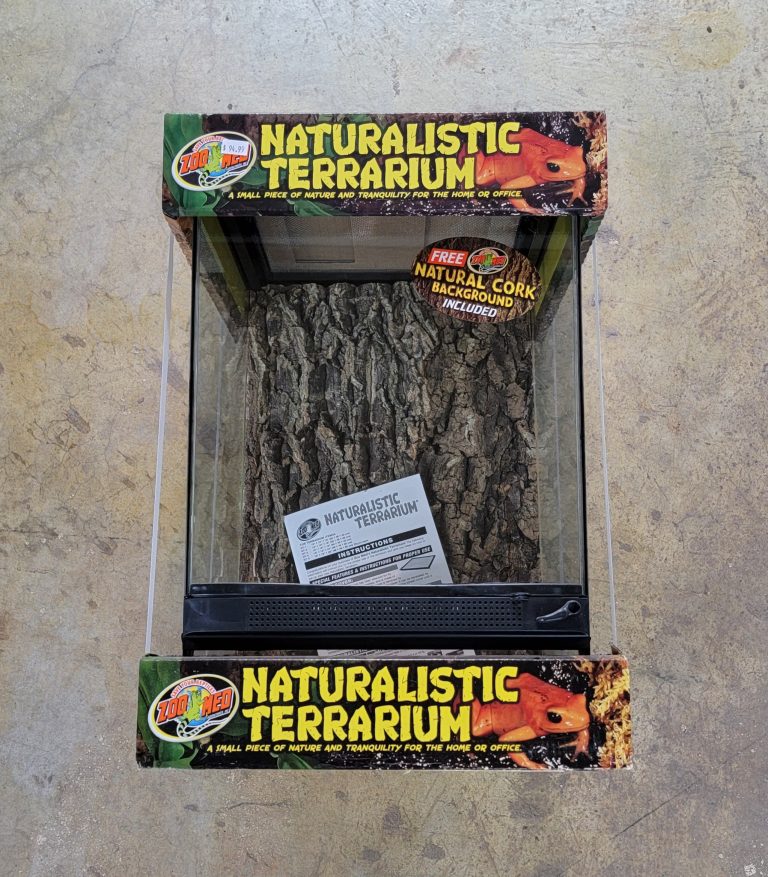 ZOO MED
$ 94.99
NATURALISTIC
TERRARIUM
A SMALL PIECE OF NATURE AND TRANQUILITY FOR THE HOME OR OFFICE.
FREE
NATURAL CORK
BACKGROUND
INCLUDED
NATURALISTIC
TERRARIUM
INSTRUCTIONS
SPECIAL FEATURES & INSTRUCTIONS FOR PROPER USE
ZOO MED
NATURALISTIC
TERRARIUM
A SMALL PIECE OF NATURE AND TRANQUILITY FOR THE HOME OR OFFICE.